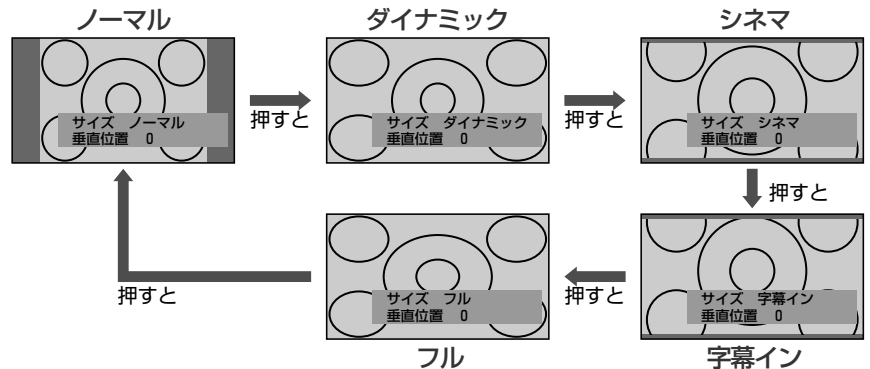 ノーマル
サイズ ノーマル
垂直位置 0
押すと
ダイナミック
サイズ ダイナミック
垂直位置 0
押すと
シネマ
サイズ シネマ
垂直位置 0
押すと
サイズ 字幕イン
垂直位置 0
字幕イン
押すと
サイズ フル
垂直位置 0
フル
押すと